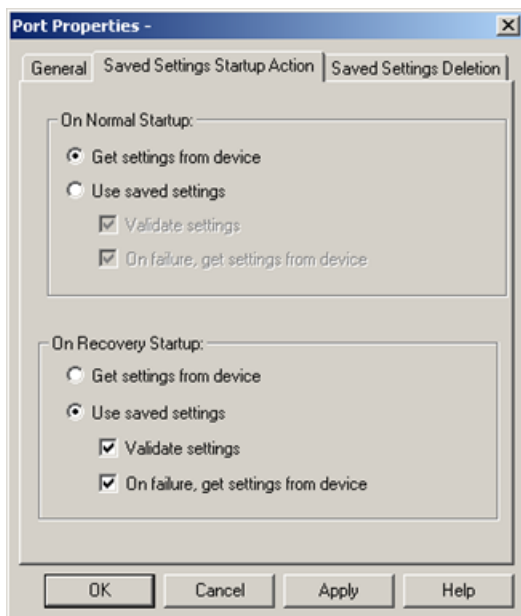 Port Properties -
General
Saved Settings Startup Action
Saved Settings Deletion
On Normal Startup:
Get settings from device
Use saved settings
Validate settings
On failure, get settings from device
On Recovery Startup:
Get settings from device
Use saved settings
Validate settings
On failure, get settings from device
OK
Cancel
Apply
Help